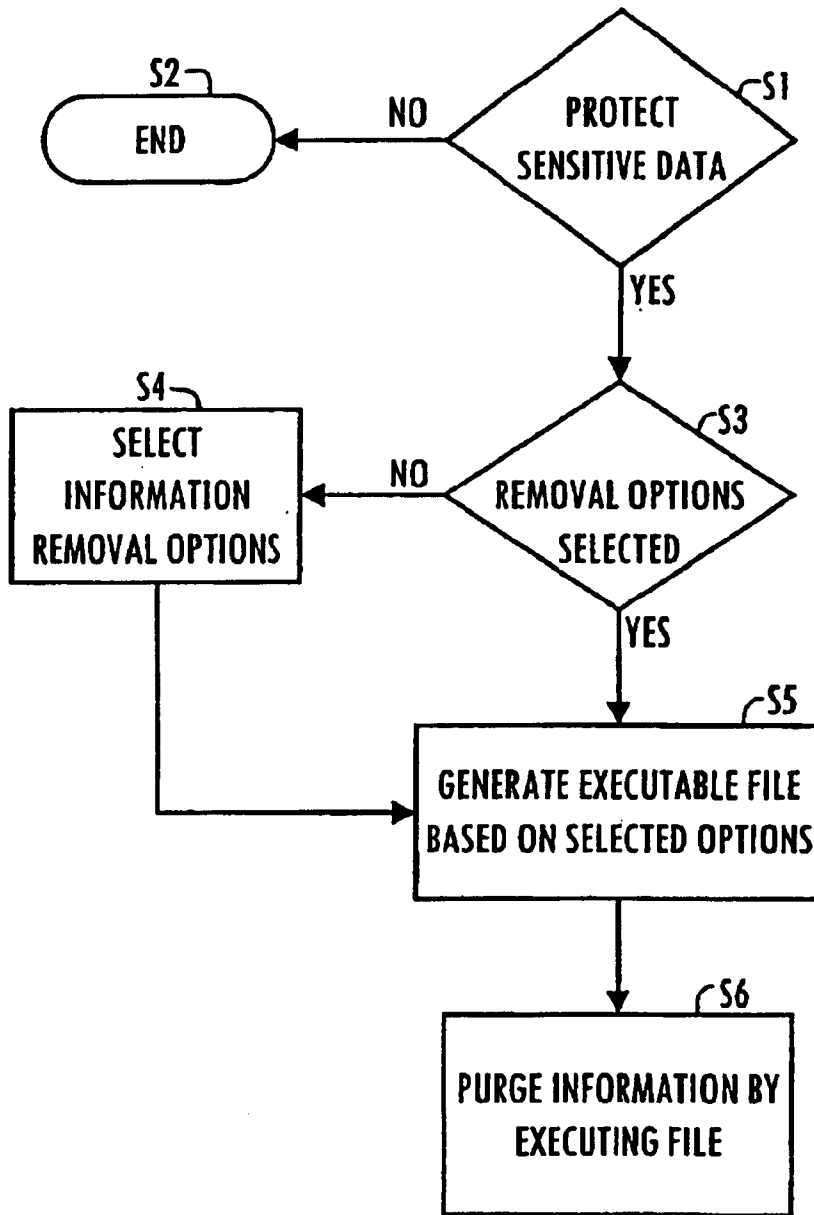 S2
END
NO
S1
PROTECT
SENSITIVE DATA
YES
S4
SELECT
INFORMATION
REMOVAL OPTIONS
NO
S3
REMOVAL OPTIONS
SELECTED
YES
S5
GENERATE EXECUTABLE FILE
BASED ON SELECTED OPTIONS
S6
PURGE INFORMATION BY
EXECUTING FILE